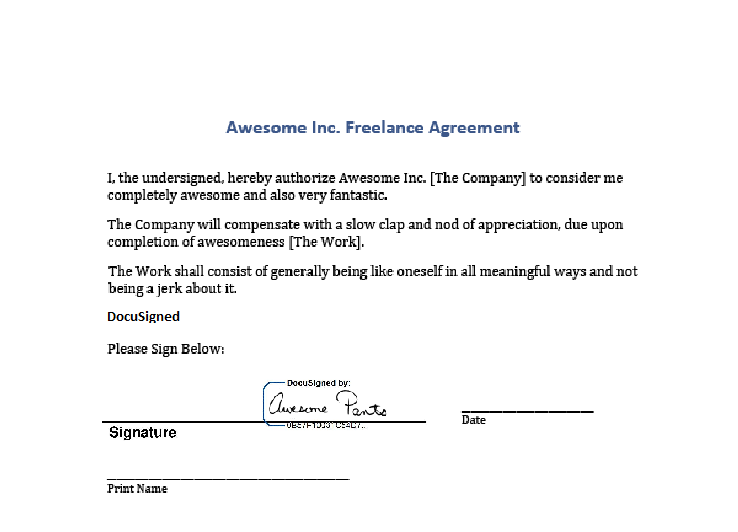 Awesome Inc. Freelance Agreement
I, the undersigned, hereby authorize Awesome Inc. [The Company] to consider me
completely awesome and also very fantastic.
The Company will compensate with a slow clap and nod of appreciation, due upon
completion of awesomeness [The Work].
The Work shall consist of generally being like oneself in all meaningful ways and not
being a jerk about it.
DocuSigned
Please Sign Below:
DocuSigned by:
Awesome Pants
Signature
Date
Print Name